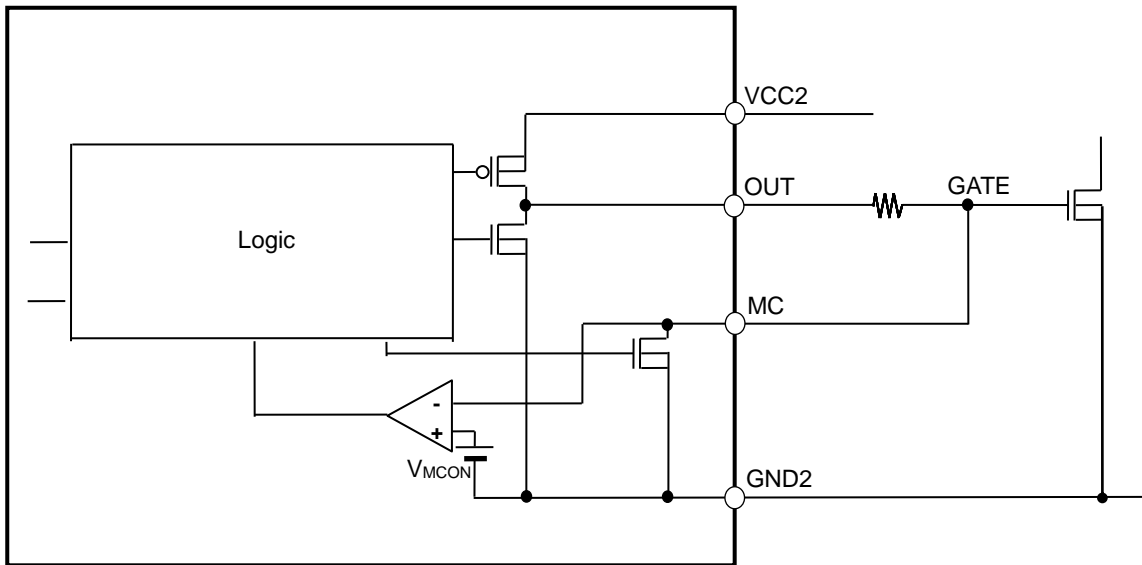 VCC2
OUT
GATE
Logic
MC
-
+
VMCON
GND2